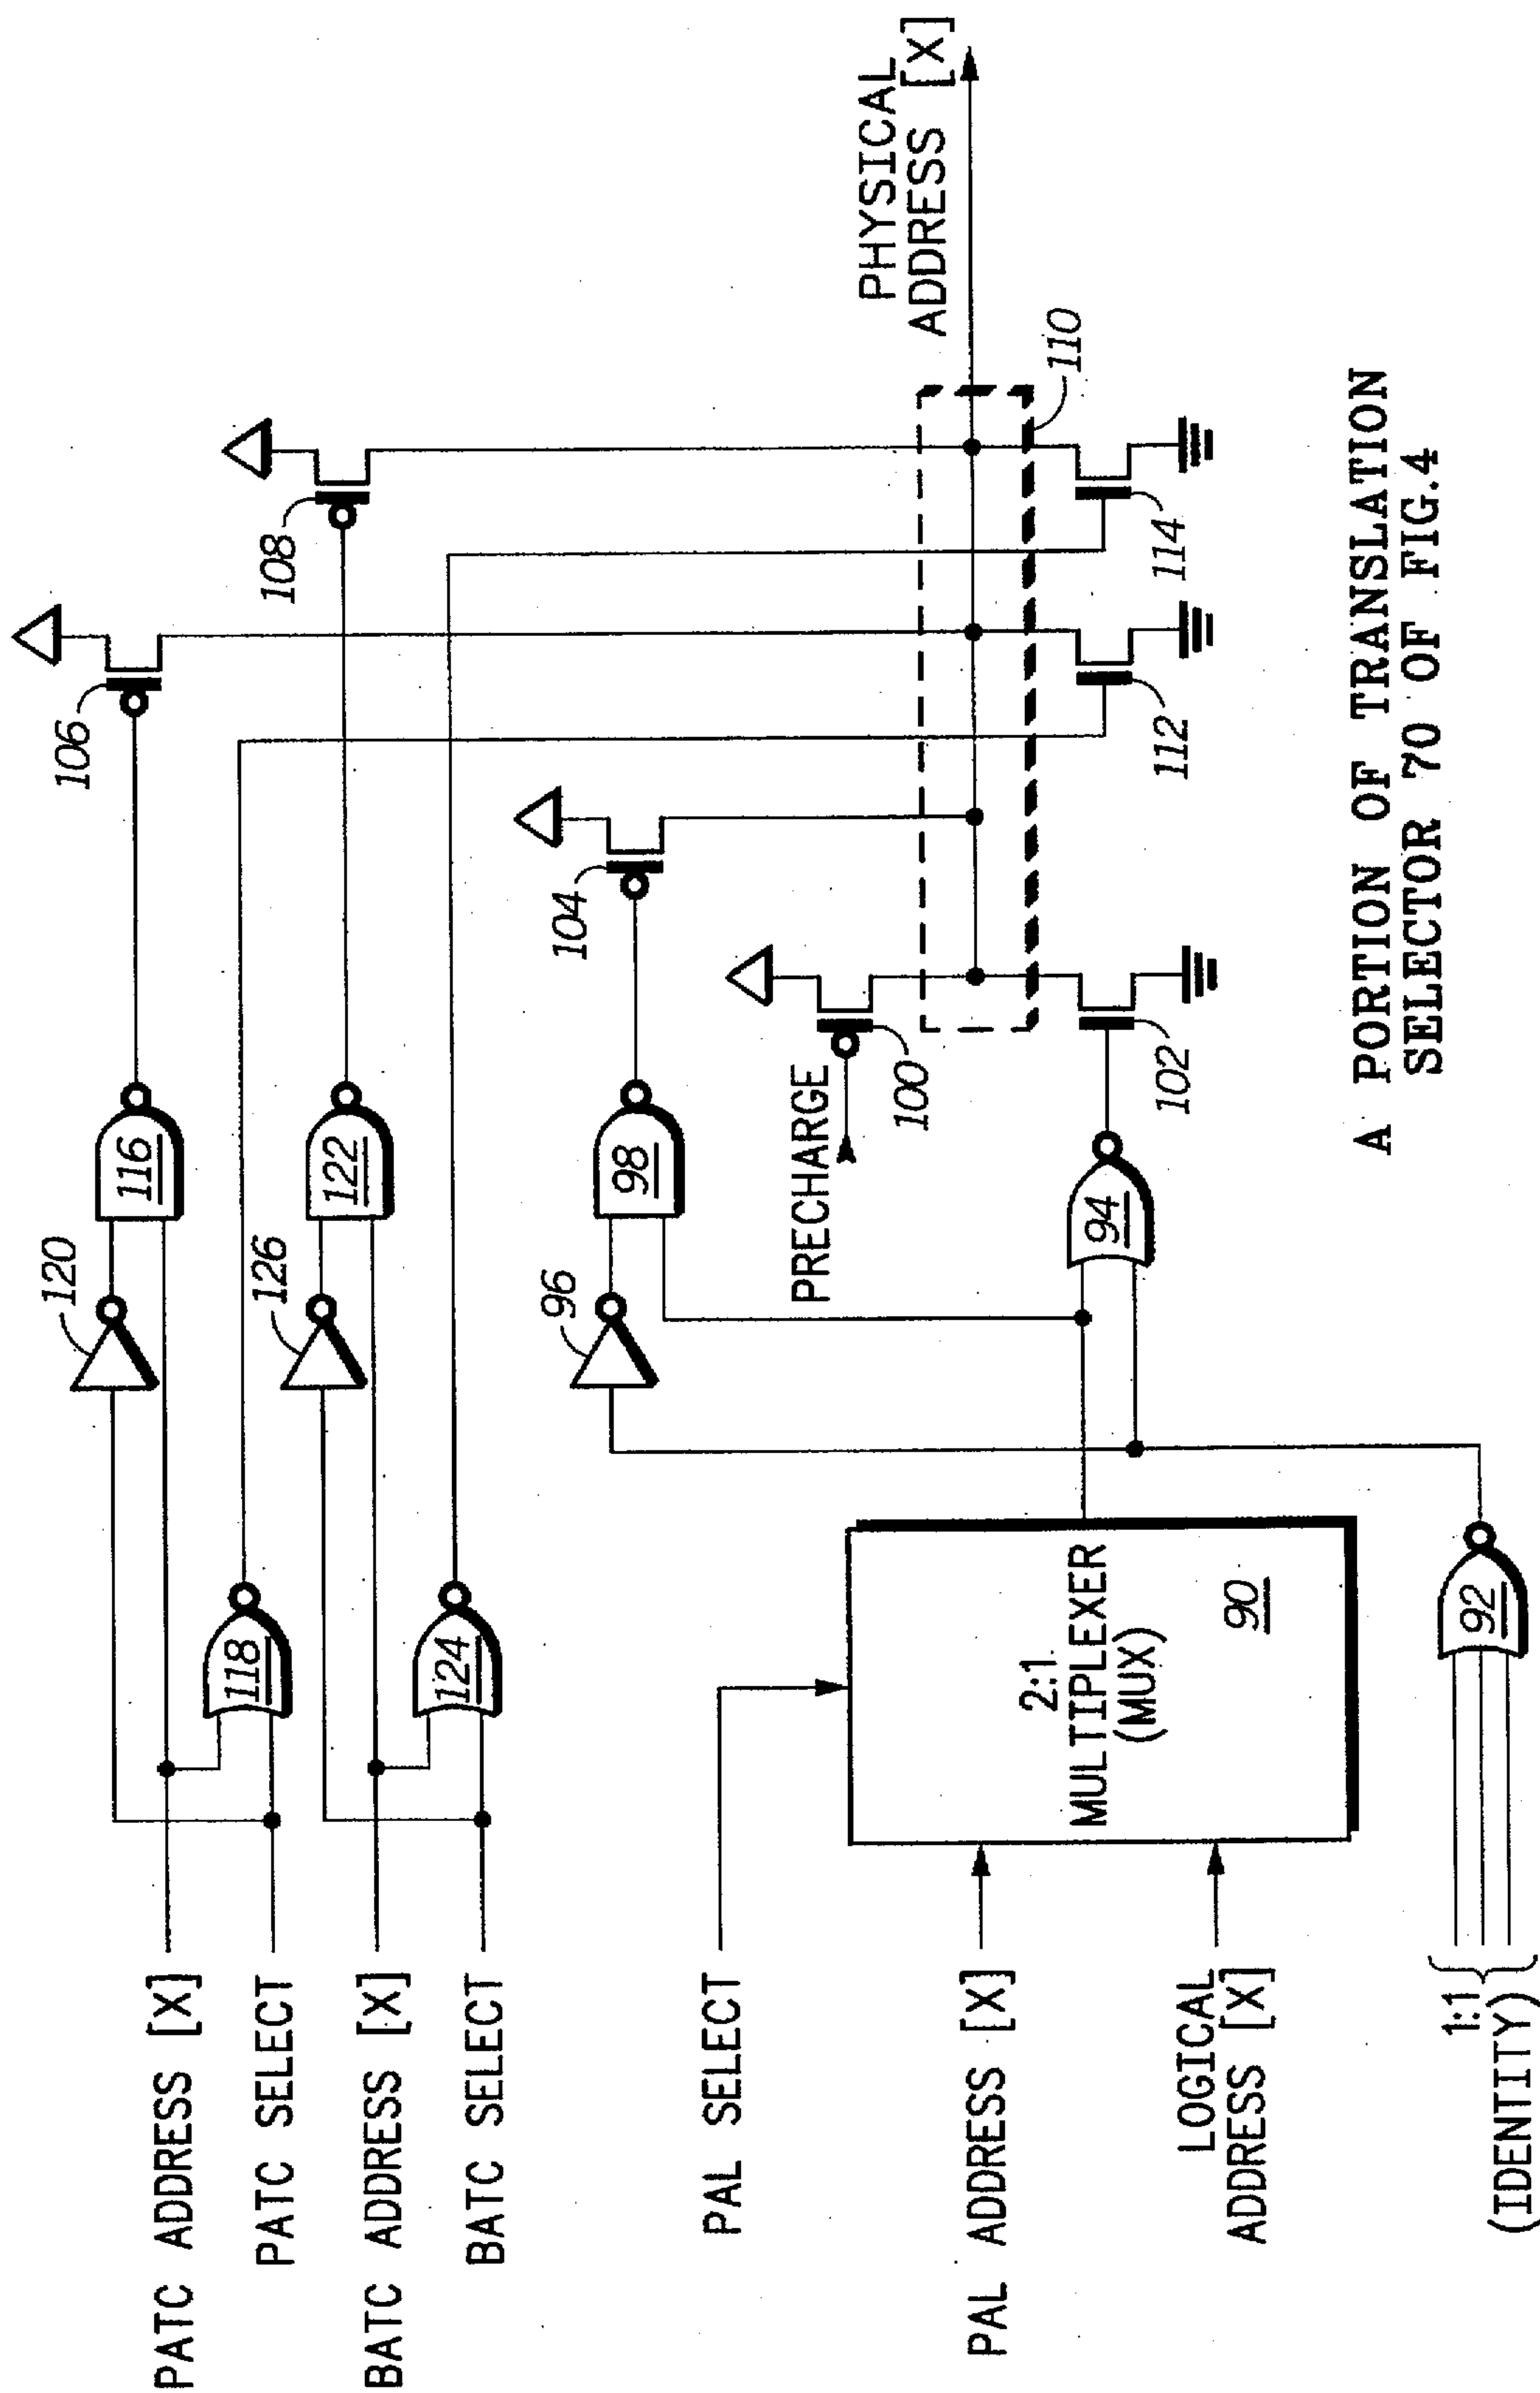 PATC ADDRESS [X]
PATC SELECT
BATC ADDRESS [X]
BATC SELECT
PAL SELECT
PAL ADDRESS [X]
LOGICAL
ADDRESS [X]
1:1
(IDENTITY)
118
124
120
126
116
122
96
98
2:1
MULTIPLEXER
(MUX)
90
92
94
PRECHARGE
100
102
104
106
108
112
114
110
PHYSICAL
ADDRESS [X]
A PORTION OF TRANSLATION
SELECTOR 70 OF FIG.4